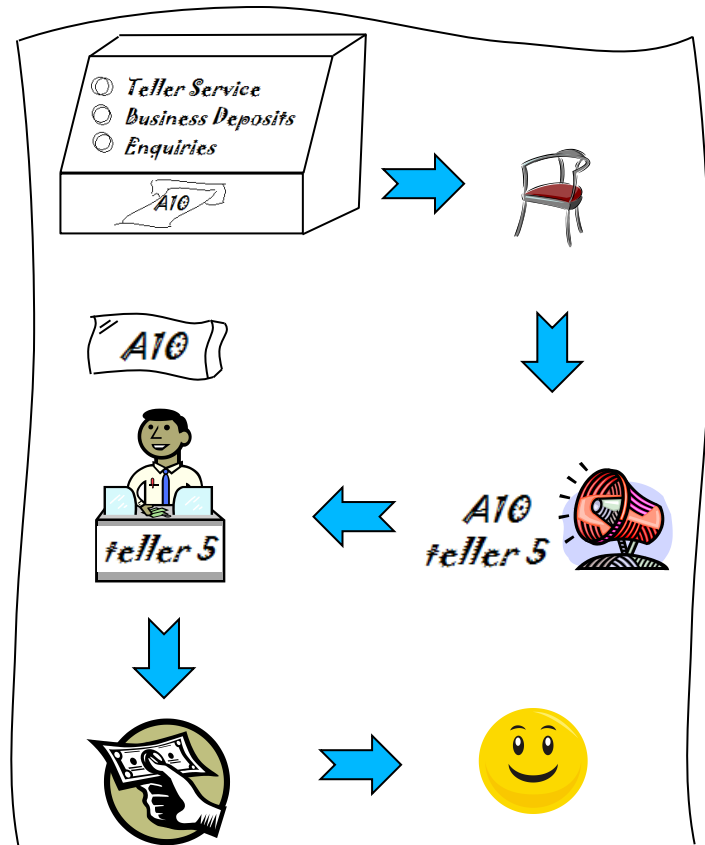 Teller Service
Business Deposits
Enquiries
A10
A10
A10
teller 5
teller 5